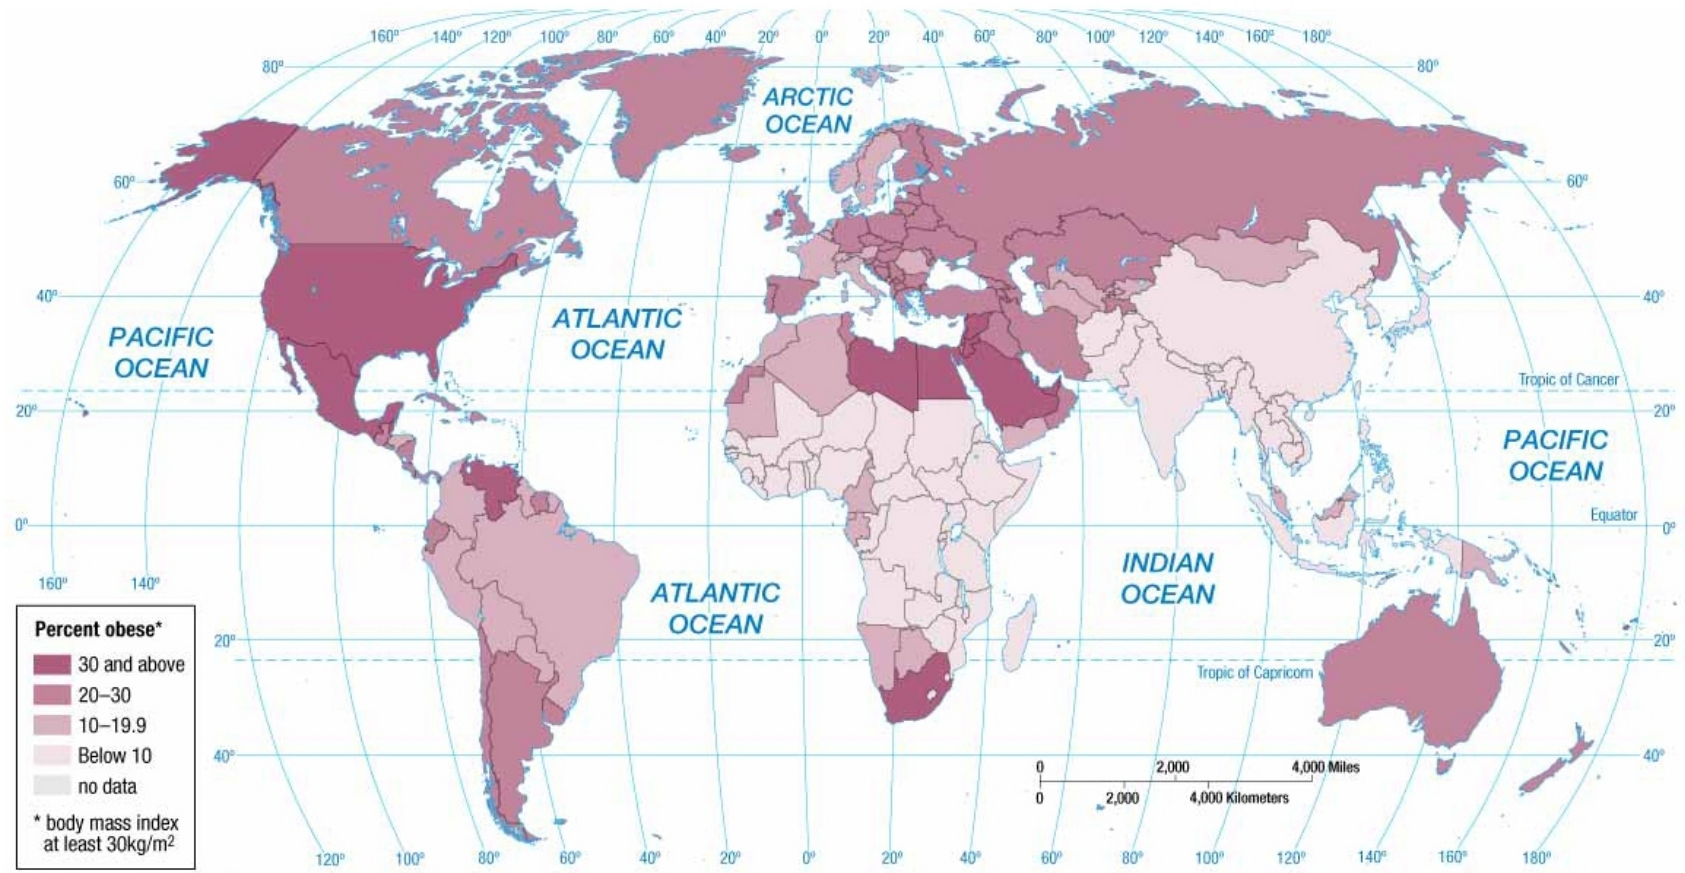 160° 140° 120° 100° 80° 60° 40° 20° 0° 20° 40° 60° 80° 100° 120° 140° 160° 180°
80° 80°
ARCTIC
OCEAN
60° 60°
40° 40°
PACIFIC
OCEAN
ATLANTIC
OCEAN
Tropic of Cancer
20° 20°
PACIFIC
OCEAN
Equator
0° 0°
160° 140°
INDIAN
OCEAN
ATLANTIC
OCEAN
20° 20°
Tropic of Capricorn
40° 40°
0 2,000 4,000 Miles
0 2,000 4,000 Kilometers
Percent obese*
30 and above
20–30
10–19.9
Below 10
no data
* body mass index
at least 30kg/m²
120° 100° 80° 60° 40° 20° 0° 20° 40° 60° 80° 100° 120° 140° 160° 180°